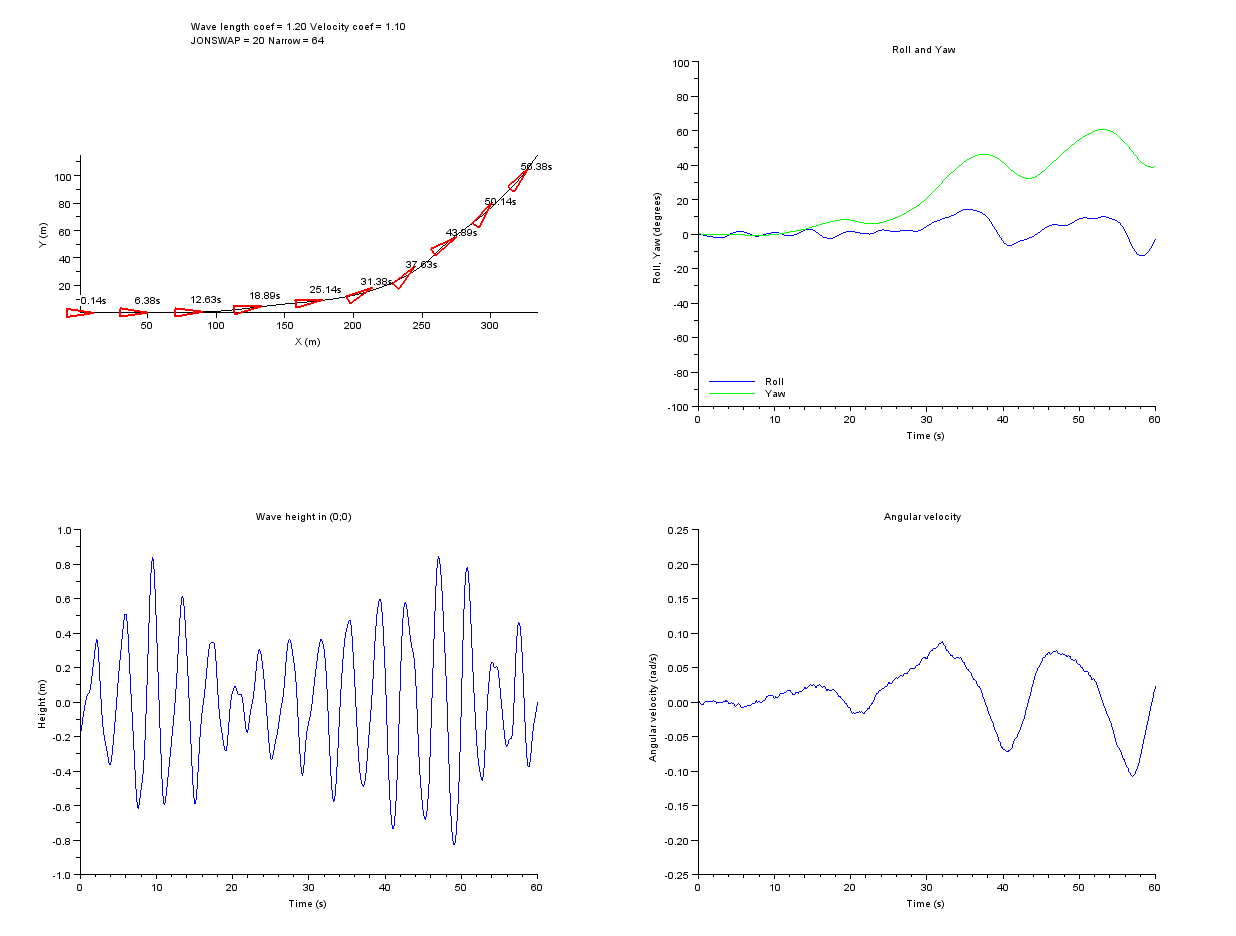 Wave length coef = 1.20 Velocity coef = 1.10
JONSWAP = 20 Narrow = 64
Y (m)
100
80
60
40
20
-0.14s
6.38s
12.63s
18.89s
25.14s
31.38s
37.63s
43.89s
50.14s
56.38s
50
100
150
200
250
300
X (m)
Roll and Yaw
Roll, Yaw (degrees)
100
80
60
40
20
0
-20
-40
-60
-80
-100
Roll
Yaw
0
10
20
30
40
50
60
Time (s)
Wave height in (0;0)
Height (m)
1.0
0.8
0.6
0.4
0.2
0.0
-0.2
-0.4
-0.6
-0.8
-1.0
0
10
20
30
40
50
60
Time (s)
Angular velocity
Angular velocity (rad/s)
0.25
0.20
0.15
0.10
0.05
0.00
-0.05
-0.10
-0.15
-0.20
-0.25
0
10
20
30
40
50
60
Time (s)